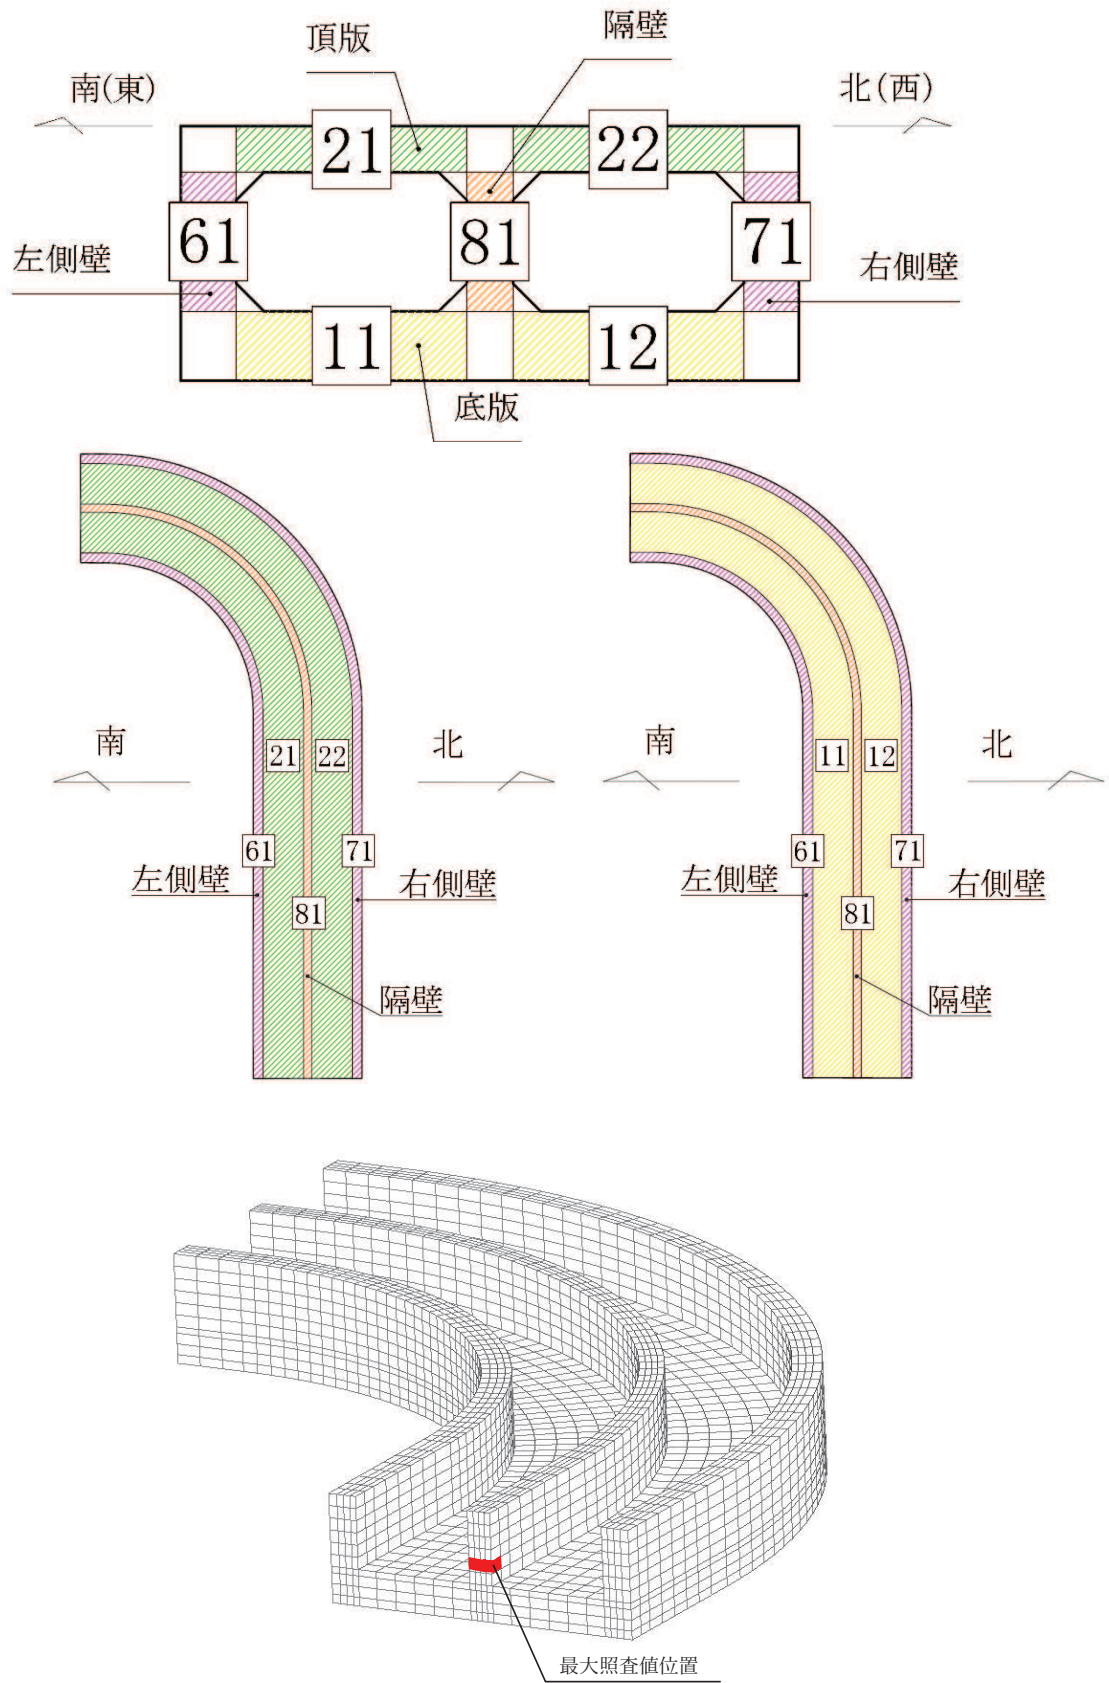 頂版
隔壁
南(東)
北(西)
21
22
61
81
71
左側壁
右側壁
11
12
底版
南
21
22
北
61
71
左側壁
右側壁
81
隔壁
南
11
12
北
61
71
左側壁
右側壁
81
隔壁
最大照査値位置